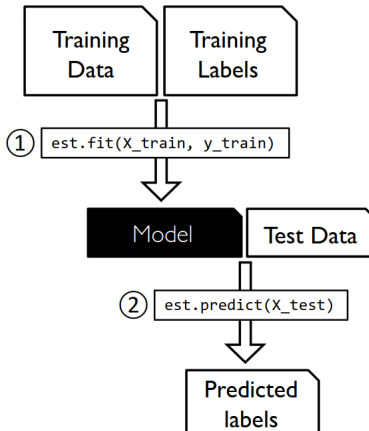 Training
Data
Training
Labels
① est.fit(X_train, y_train)
Model
Test Data
② est.predict(X_test)
Predicted
labels